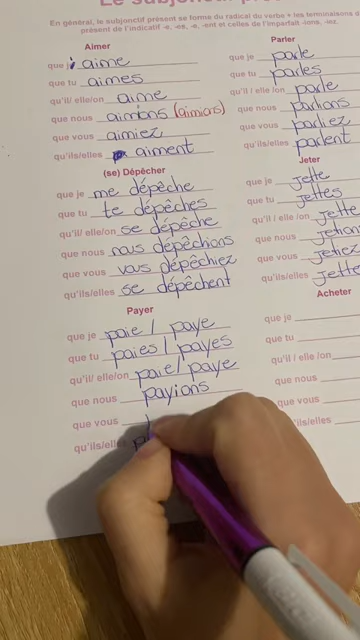 Le subjonctif
En général, le subjonctif présent se forme du radical du verbe + les terminaisons
présent de l'indicatif -e, -es, -e, -ent et celles de l'imparfait -ions, -iez.
Aimer
que j' aime
que tu aimes
qu'il/ elle/on aime
que nous aimions (aimions)
que vous aimiez
qu'ils/elles aiment
(se) Dépêcher
que je me dépêche
que tu te dépêches
qu'il/ elle/on se dépêche
que nous nous dépêchions
que vous vous dépêchiez
qu'ils/elles se dépêchent
Payer
que je paie / paye
que tu paies / payes
qu'il/ elle/on paie / paye
que nous payions
que vous
qu'ils/elles
Parler
que je parle
que tu parles
qu'il / elle /on parle
que nous parlions
que vous parliez
qu'ils/elles parlent
Jeter
que je jette
que tu jettes
qu'il / elle /on jette
que nous jetions
que vous jetiez
qu'ils/elles jette
Acheter
que je
que tu
qu'il / elle /on
que nous
que vous
ils/elles